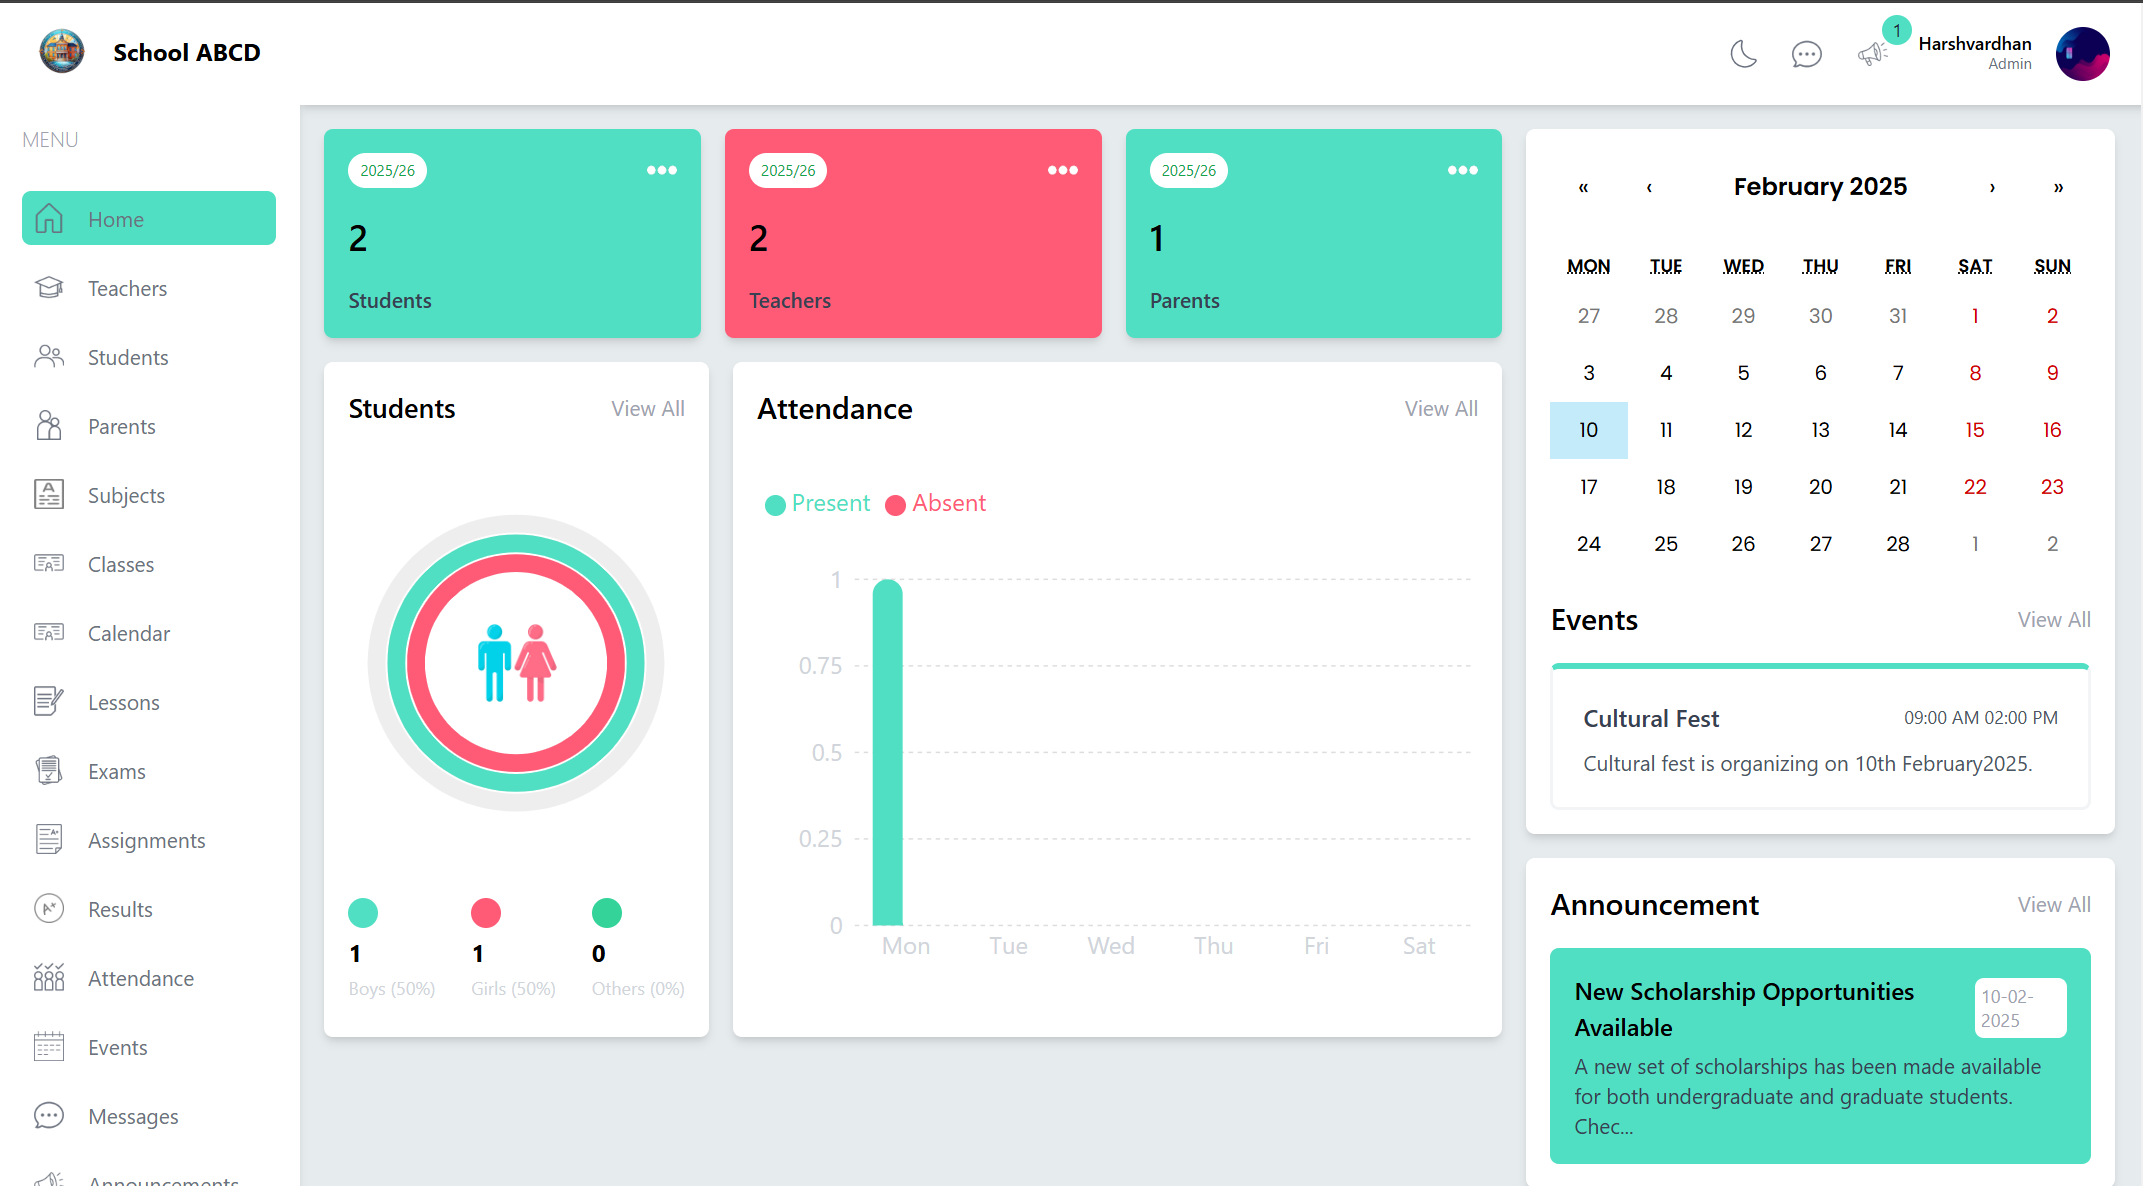 School ABCD
1
Harshvardhan
Admin
MENU
Home
Teachers
Students
Parents
Subjects
Classes
Calendar
Lessons
Exams
Assignments
Results
Attendance
Events
Messages
Announcements
2025/26
2
Students
2025/26
2
Teachers
2025/26
1
Parents
Students View All
1 1 0
Boys (50%) Girls (50%) Others (0%)
Attendance View All
Present Absent
1
0.75
0.5
0.25
0
Mon Tue Wed Thu Fri Sat
« ‹ February 2025 › »
MON TUE WED THU FRI SAT SUN
27 28 29 30 31 1 2
3 4 5 6 7 8 9
10 11 12 13 14 15 16
17 18 19 20 21 22 23
24 25 26 27 28 1 2
Events View All
Cultural Fest 09:00 AM 02:00 PM
Cultural fest is organizing on 10th February2025.
Announcement View All
New Scholarship Opportunities
Available
10-02-
2025
A new set of scholarships has been made available
for both undergraduate and graduate students.
Chec...